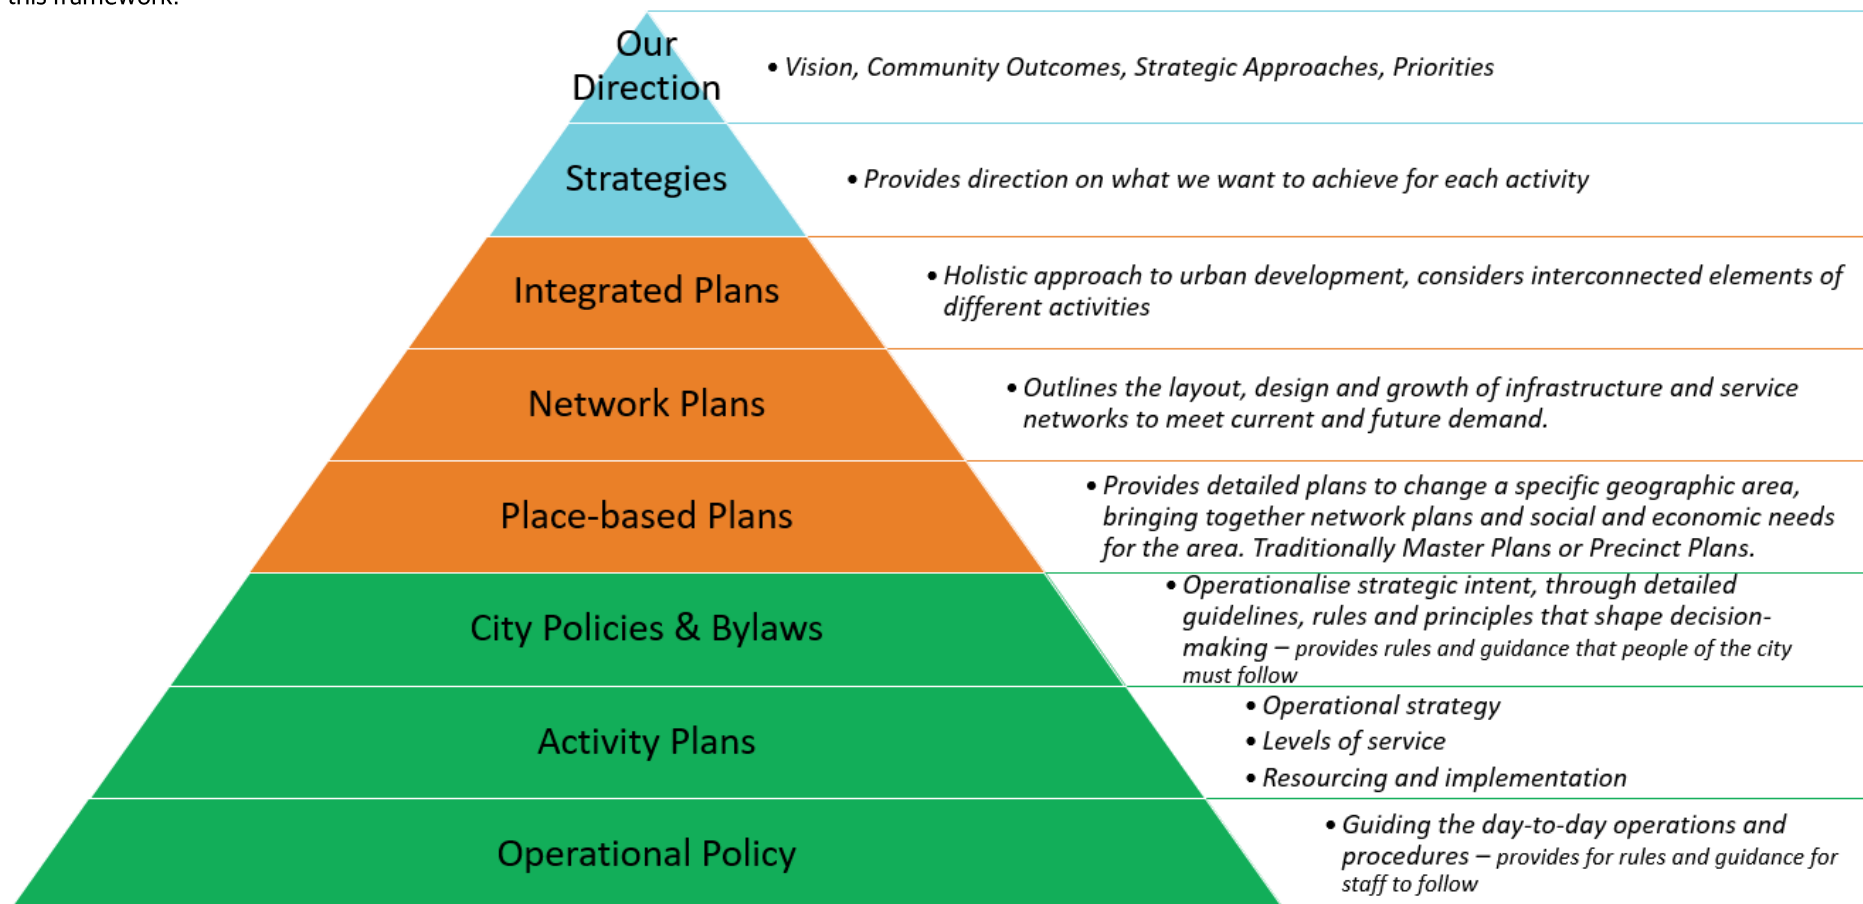 this framework.
Our
Direction
• Vision, Community Outcomes, Strategic Approaches, Priorities
Strategies
• Provides direction on what we want to achieve for each activity
Integrated Plans
• Holistic approach to urban development, considers interconnected elements of
different activities
Network Plans
• Outlines the layout, design and growth of infrastructure and service
networks to meet current and future demand.
Place-based Plans
• Provides detailed plans to change a specific geographic area,
bringing together network plans and social and economic needs
for the area. Traditionally Master Plans or Precinct Plans.
City Policies & Bylaws
• Operationalise strategic intent, through detailed
guidelines, rules and principles that shape decision-
making – provides rules and guidance that people of the city
must follow
Activity Plans
• Operational strategy
• Levels of service
• Resourcing and implementation
Operational Policy
• Guiding the day-to-day operations and
procedures – provides for rules and guidance for
staff to follow